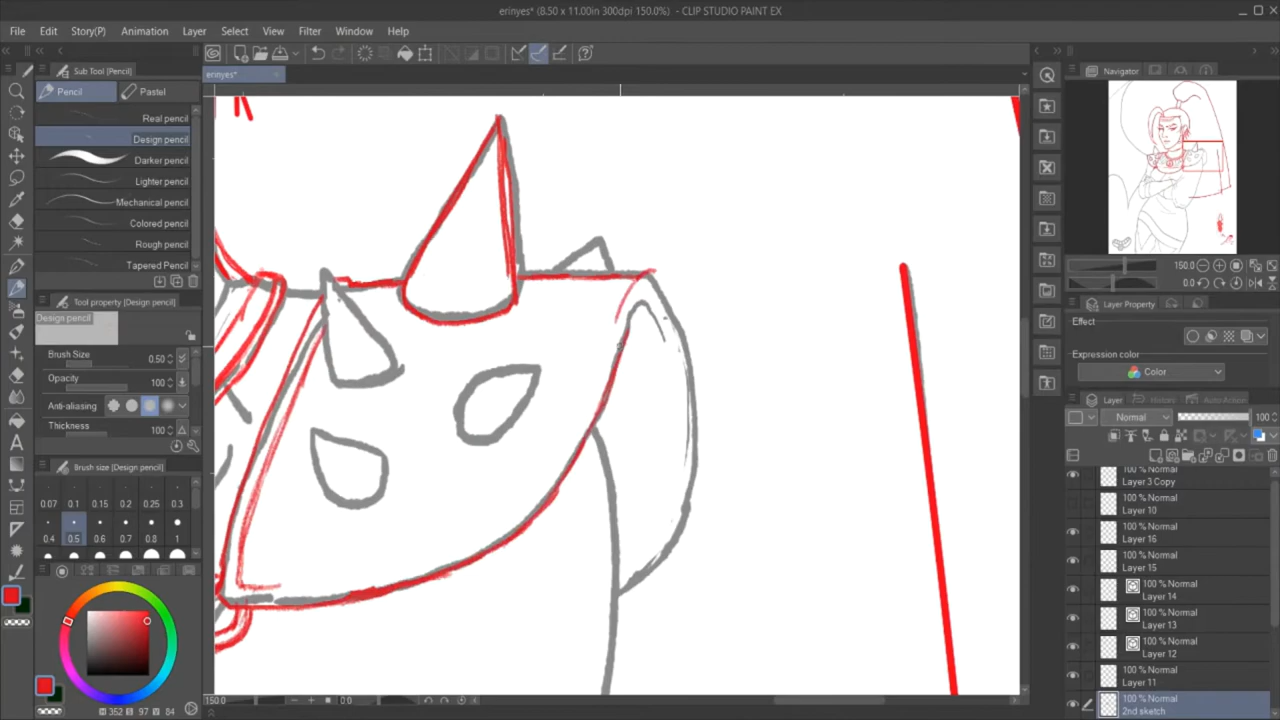 erinyes* (8.50 x 11.00in 300dpi 150.0%) - CLIP STUDIO PAINT EX
File Edit Story(P) Animation Layer Select View Filter Window Help
erinyes*
Sub Tool [Pencil]
Pencil Pastel
Real pencil
Design pencil
Darker pencil
Lighter pencil
Mechanical pencil
Colored pencil
Rough pencil
Tapered Pencil
Tool property [Design pencil]
Design pencil
Brush Size 0.50
Opacity 100
Anti-aliasing
Thickness 100
Brush size [Design pencil]
0.07 0.1 0.15 0.2 0.25 0.3
0.4 0.5 0.6 0.7 0.8 1
H 352 S 97 V 84
150.0
Navigator
150.0
0.0
Layer Property
Effect
Expression color
Color
Layer History Auto Action
Normal 100
100 % Normal
Layer 3 Copy
100 % Normal
Layer 10
100 % Normal
Layer 16
100 % Normal
Layer 15
100 % Normal
Layer 14
100 % Normal
Layer 13
100 % Normal
Layer 12
100 % Normal
Layer 11
100 % Normal
2nd sketch